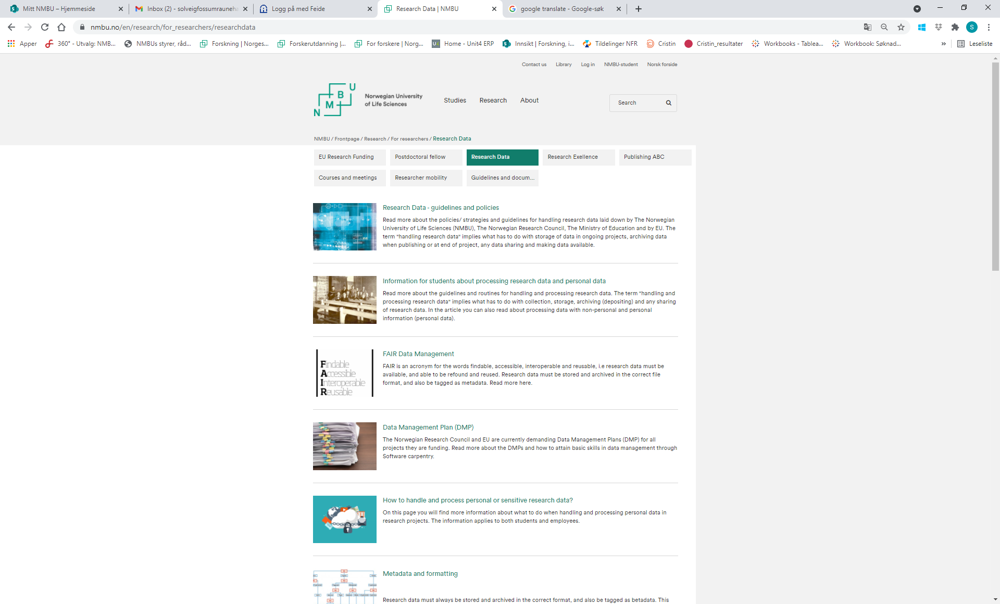 Mitt NMBU – Hjemmeside
Inbox (2) - solveigfossumrauneha
Logg på med Feide
Research Data | NMBU
google translate - Google-søk
nmbu.no/en/research/for_researchers/researchdata
S
Apper
360° - Utvalg: NMB...
NMBUs styrer, råd...
Forskning | Norges...
Forskerutdanning |...
For forskere | Norg...
Home - Unit4 ERP
Innsikt | Forskning, i...
Tildelinger NFR
Cristin
Cristin_resultater
Workbooks - Tablea...
Workbook: Søknad...
»
Leseliste
Contact us
Library
Log in
NMBU-student
Norsk forside
N M B U
Norwegian University
of Life Sciences
Studies
Research
About
Search
NMBU / Frontpage / Research / For researchers / Research Data
EU Research Funding
Postdoctoral fellow
Research Data
Research Exellence
Publishing ABC
Courses and meetings
Researcher mobility
Guidelines and docum...
Research Data - guidelines and policies
Read more about the policies/ strategies and guidelines for handling research data laid down by The Norwegian
University of Life Sciences (NMBU), The Norwegian Research Council, The Ministry of Education and by EU. The
term "handling research data" implies what has to do with storage of data in ongoing projects, archiving data
when publishing or at end of project, any data sharing and making data available.
Information for students about processing research data and personal data
Read more about the guidelines and routines for handling and processing research data. The term "handling and
processing research data" implies what has to do with collection, storage, archiving (depositing) and any sharing
of research data. In the article you can also read about processing data with non-personal and personal
information (personal data).
Findable
Accessible
Interoperable
Reusable
FAIR Data Management
FAIR is an acronym for the words findable, accessible, interoperable and reusable, i.e research data must be
available, and able to be refound and reused. Research data must be stored and archived in the correct file
format, and also be tagged as metadata. Read more here.
Data Management Plan (DMP)
The Norwegian Research Council and EU are currently demanding Data Management Plans (DMP) for all
projects they are funding. Read more about the DMPs and how to attain basic skills in data management through
Software carpentry.
How to handle and process personal or sensitive research data?
On this page you will find more information about what to do when handling and processing personal data in
research projects. The information applies to both students and employees.
Metadata and formatting
Research data must always be stored and archived in the correct format, and also be tagged as betadata. This